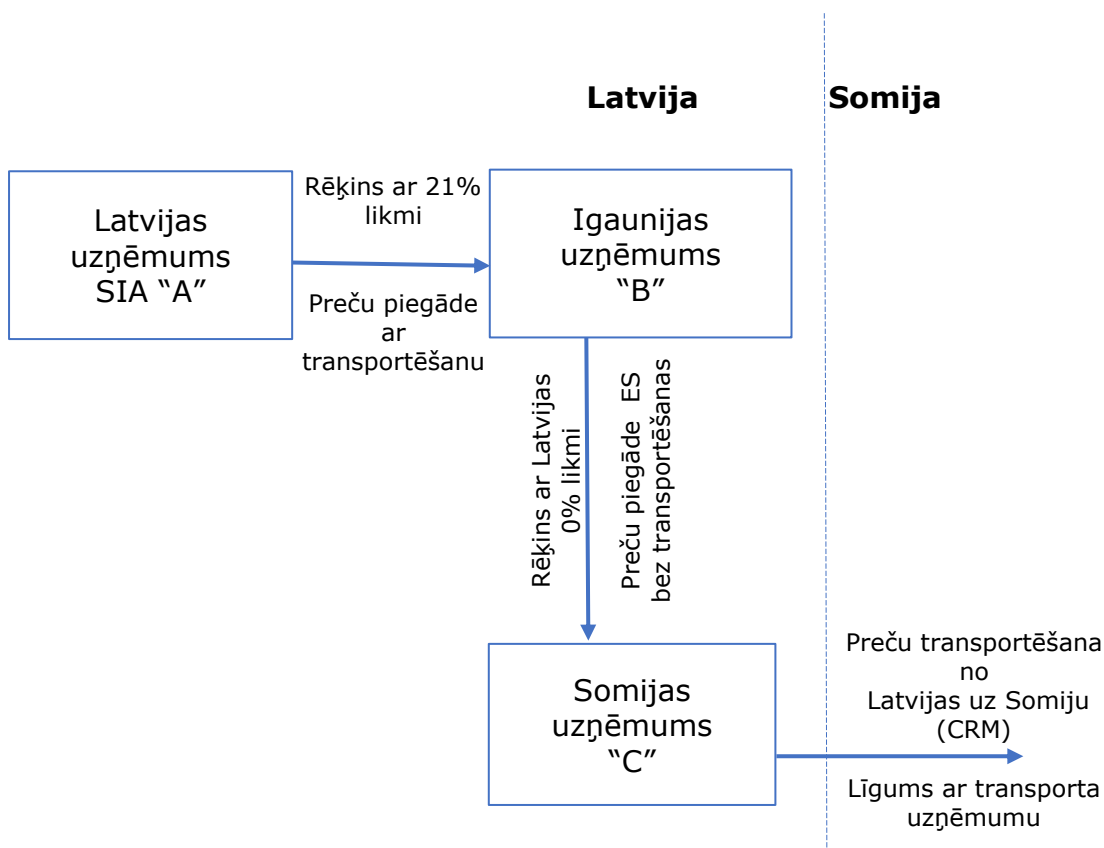 Latvija
Somija
Latvijas
uzņēmums
SIA “A”
Rēķins ar 21%
likmi
Preču piegāde
ar
transportēšanu
Igaunijas
uzņēmums
“B”
Rēķins ar Latvijas
0% likmi
Preču piegāde ES
bez transportēšanas
Somijas
uzņēmums
“C”
Preču transportēšana
no
Latvijas uz Somiju
(CRM)
Līgums ar transporta
uzņēmumu